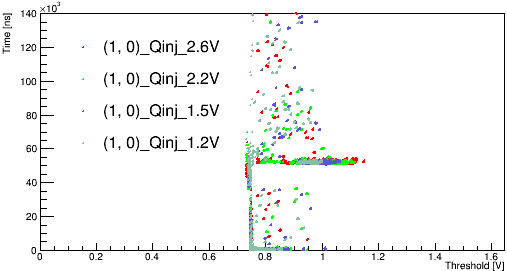 ×10³
Time [ns]
140
120
100
80
60
40
20
0
(1, 0)_Qinj_2.6V
(1, 0)_Qinj_2.2V
(1, 0)_Qinj_1.5V
(1, 0)_Qinj_1.2V
0 0.2 0.4 0.6 0.8 1 1.2 1.4 1.6
Threshold [V]